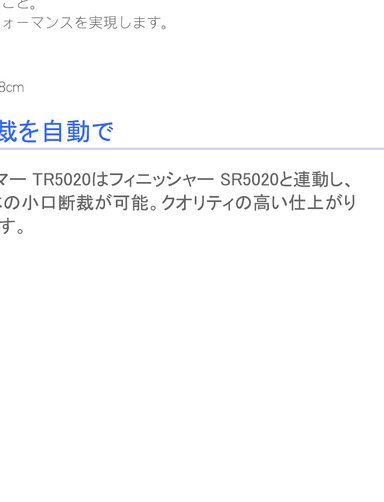 こと。
ォーマンスを実現します。
8cm
裁を自動で
マー TR5020はフィニッシャー SR5020と連動し、
の小口断裁が可能。クオリティの高い仕上がり
す。